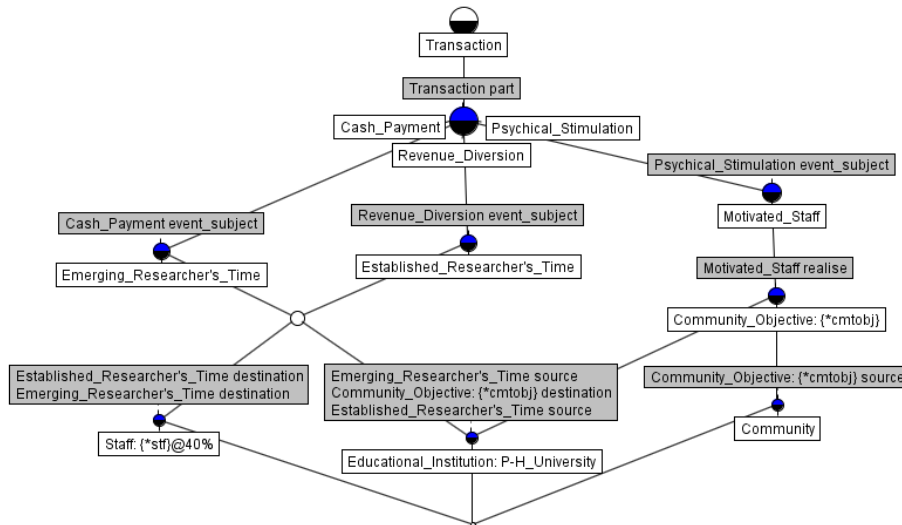 Transaction
Transaction part
Cash_Payment
Psychical_Stimulation
Revenue_Diversion
Psychical_Stimulation event_subject
Cash_Payment event_subject
Revenue_Diversion event_subject
Motivated_Staff
Emerging_Researcher's_Time
Established_Researcher's_Time
Motivated_Staff realise
Community_Objective: {*cmtobj}
Established_Researcher's_Time destination
Emerging_Researcher's_Time destination
Emerging_Researcher's_Time source
Community_Objective: {*cmtobj} destination
Established_Researcher's_Time source
Community_Objective: {*cmtobj} source
Staff: {*stf}@40%
Educational_Institution: P-H_University
Community